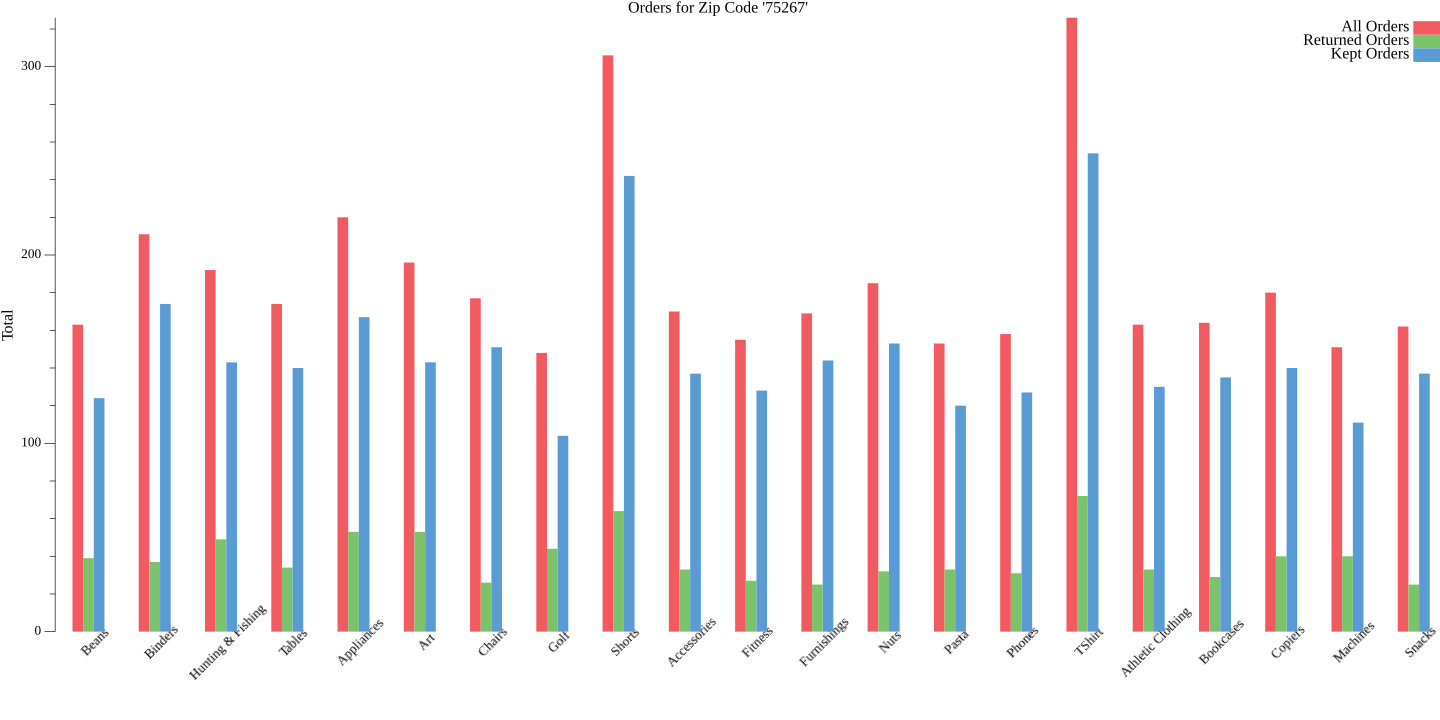 Orders for Zip Code '75267'
All Orders
Returned Orders
Kept Orders
300
200
100
0
Total
Beans
Binders
Hunting & Fishing
Tables
Appliances
Art
Chairs
Golf
Shorts
Accessories
Fitness
Furnishings
Nuts
Pasta
Phones
TShirt
Athletic Clothing
Bookcases
Copiers
Machines
Snacks